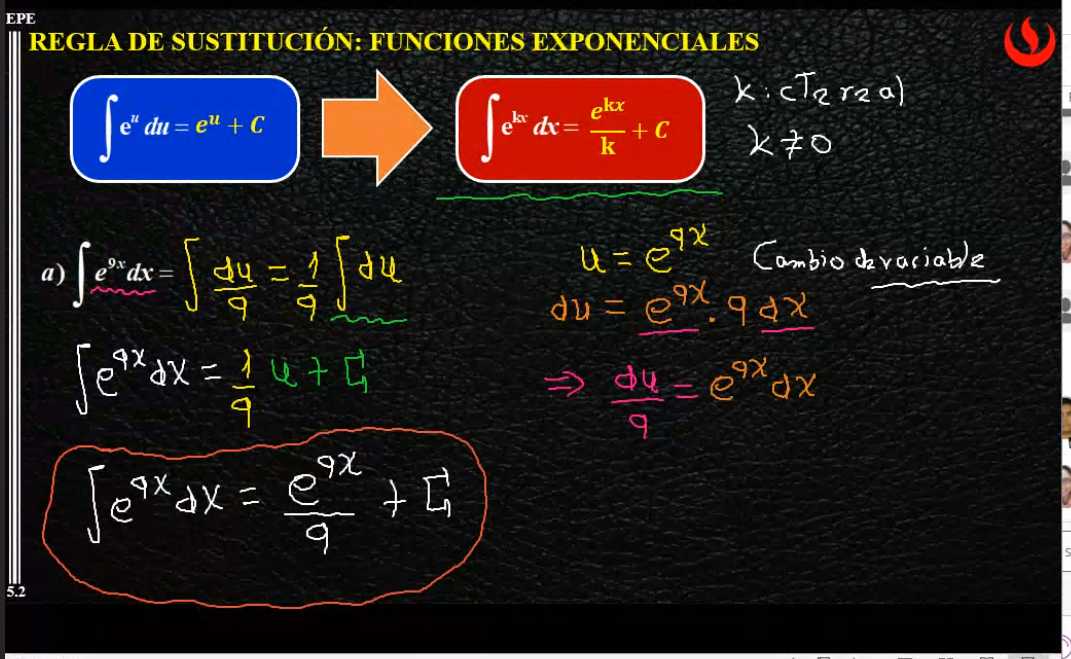 EPE
REGLA DE SUSTITUCIÓN: FUNCIONES EXPONENCIALES
∫ e^u du = e^u + C
∫ e^{kx} dx = e^{kx}/k + C
k: cte real
k ≠ 0
a) ∫ e^{9x} dx = ∫ du/9 = 1/9 ∫ du
u = e^{9x} Cambio de variable
du = e^{9x} . 9 dx
∫ e^{9x} dx = 1/9 u + C
⇒ du/9 = e^{9x} dx
∫ e^{9x} dx = e^{9x}/9 + C
5.2